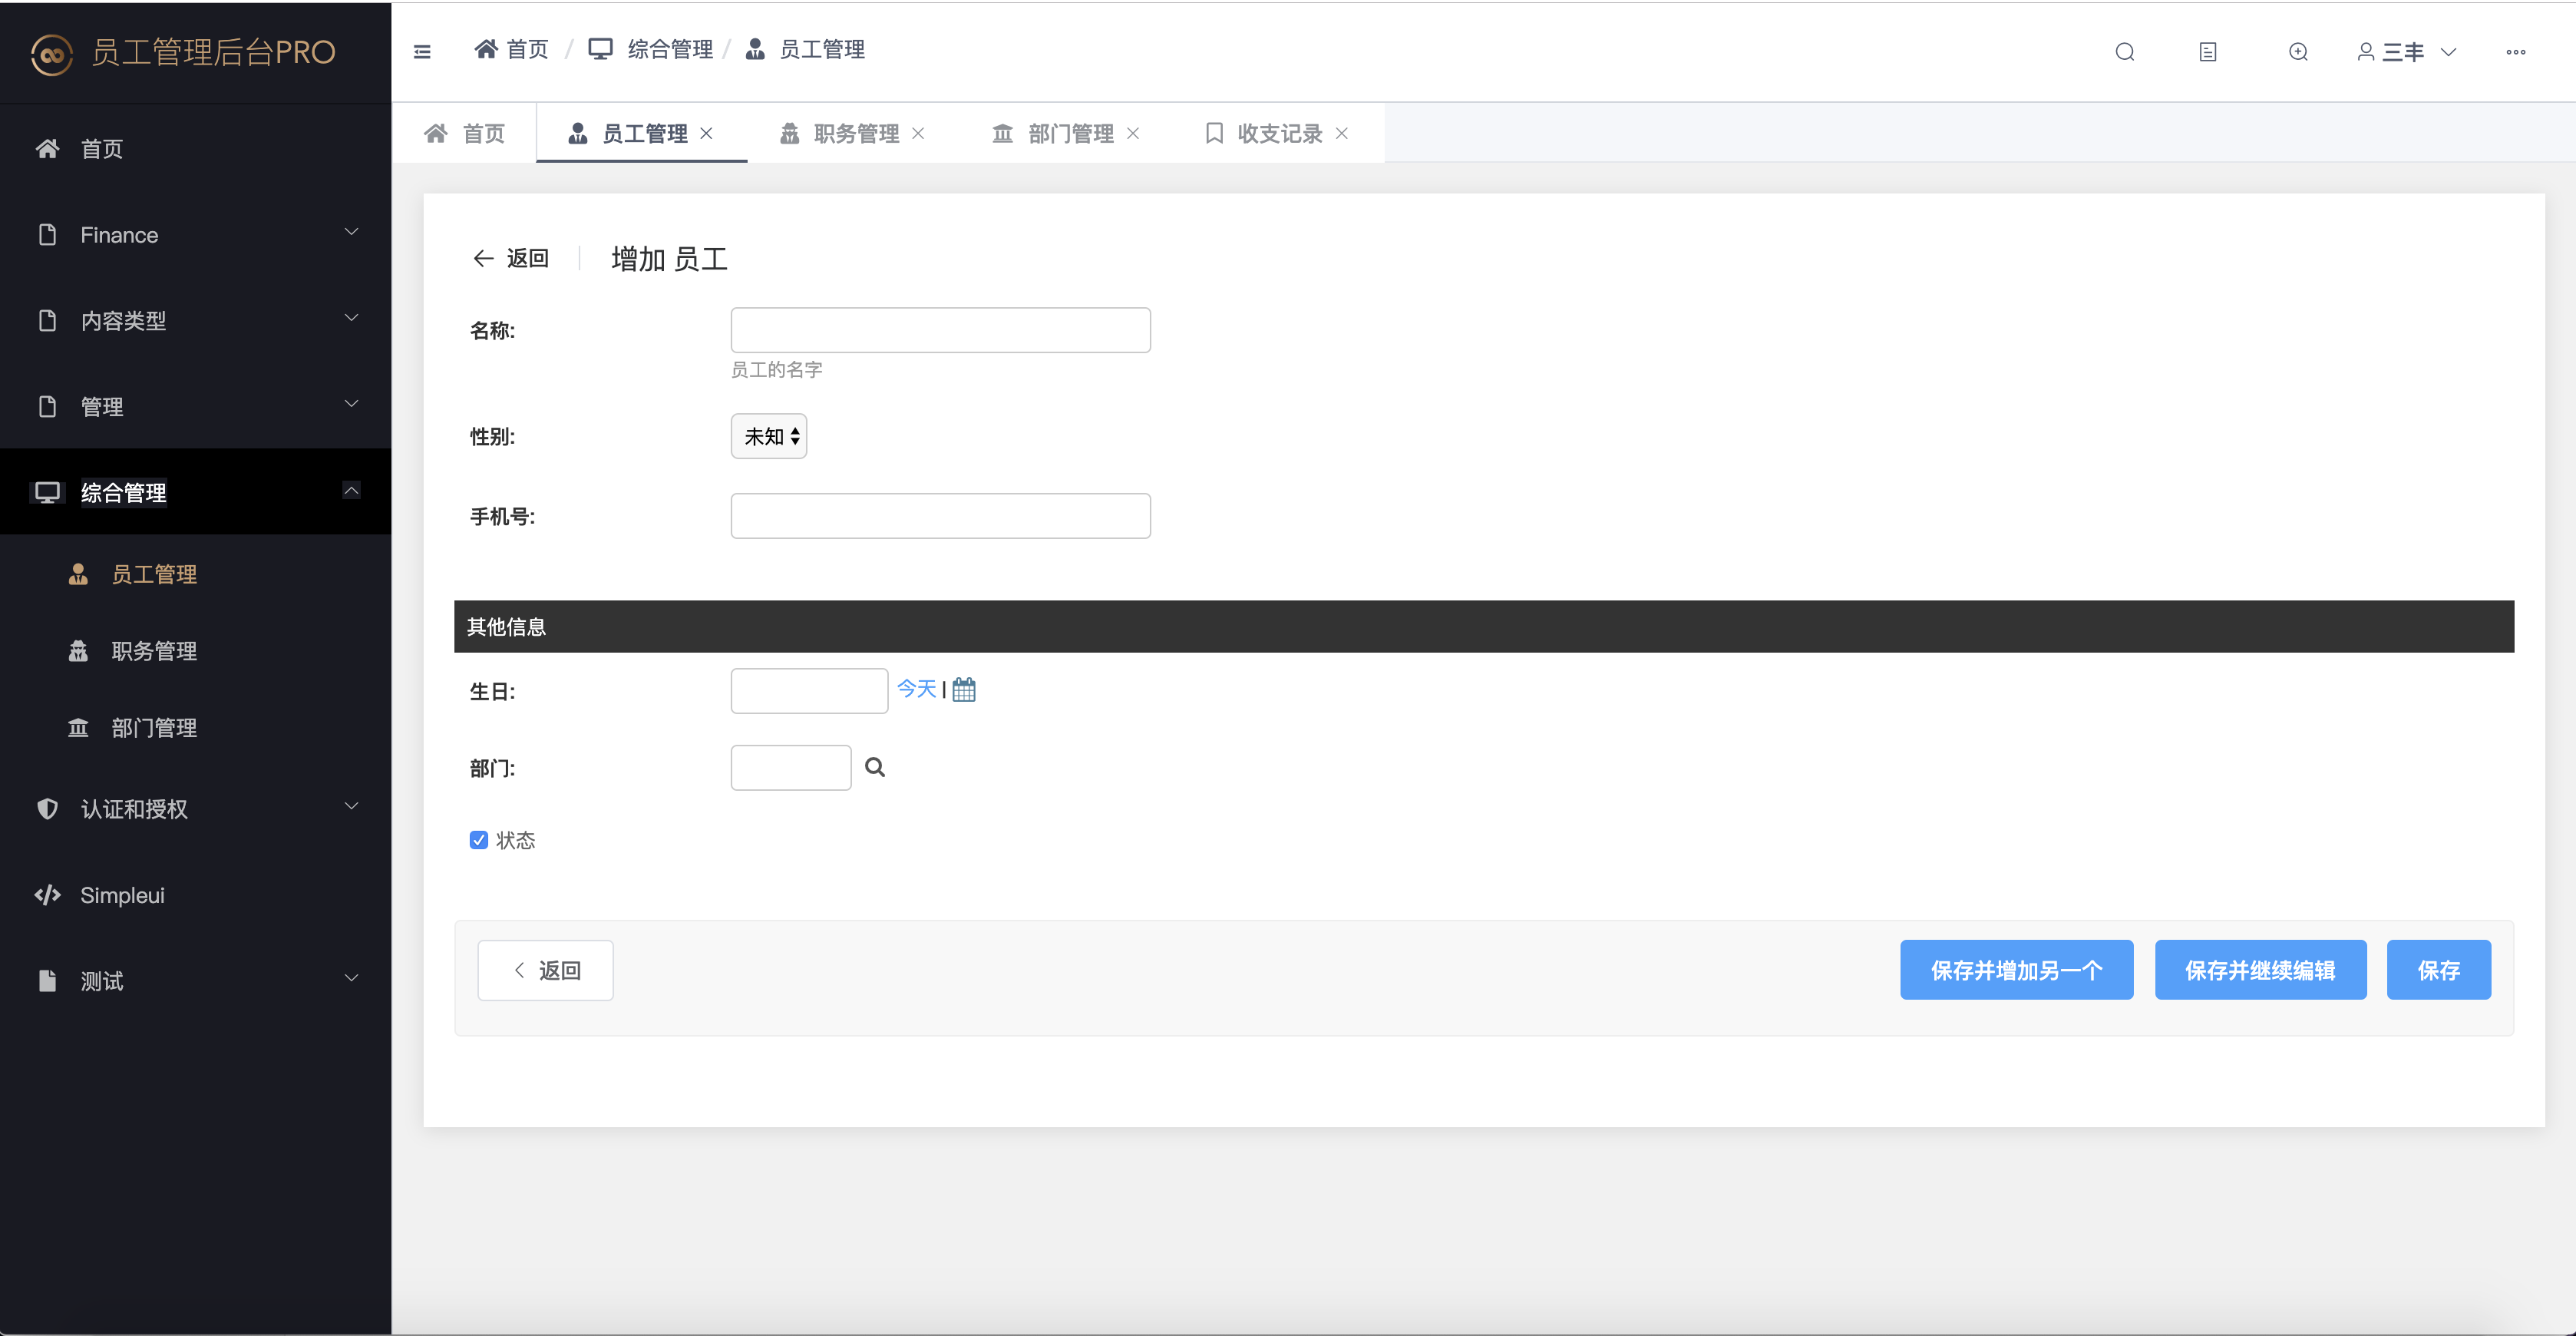 员工管理后台PRO
首页
Finance
内容类型
管理
综合管理
员工管理
职务管理
部门管理
认证和授权
Simpleui
测试
首页 / 综合管理 / 员工管理
三丰
首页 员工管理 职务管理 部门管理 收支记录
返回 增加 员工
名称:
员工的名字
性别: 未知
手机号:
其他信息
生日: 今天 |
部门:
状态
返回 保存并增加另一个 保存并继续编辑 保存